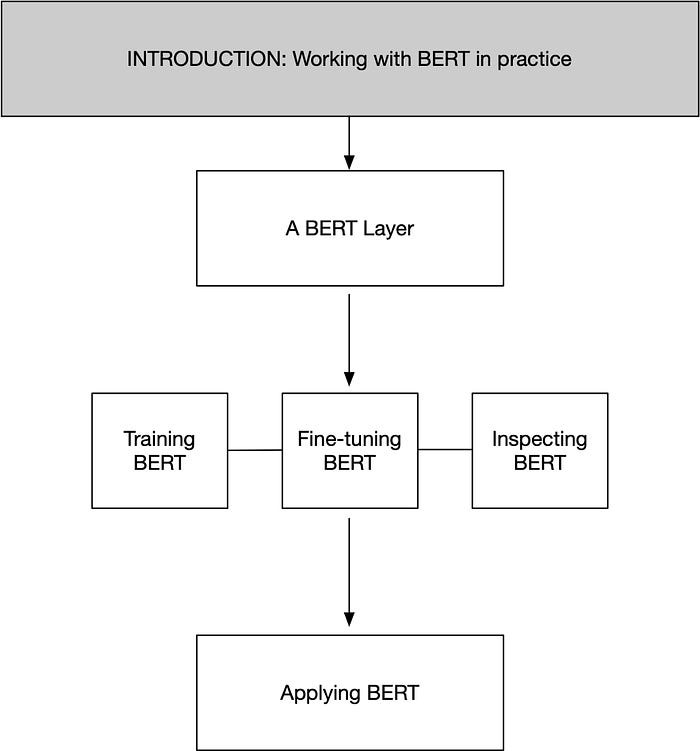 INTRODUCTION: Working with BERT in practice
A BERT Layer
Training
BERT
Fine-tuning
BERT
Inspecting
BERT
Applying BERT